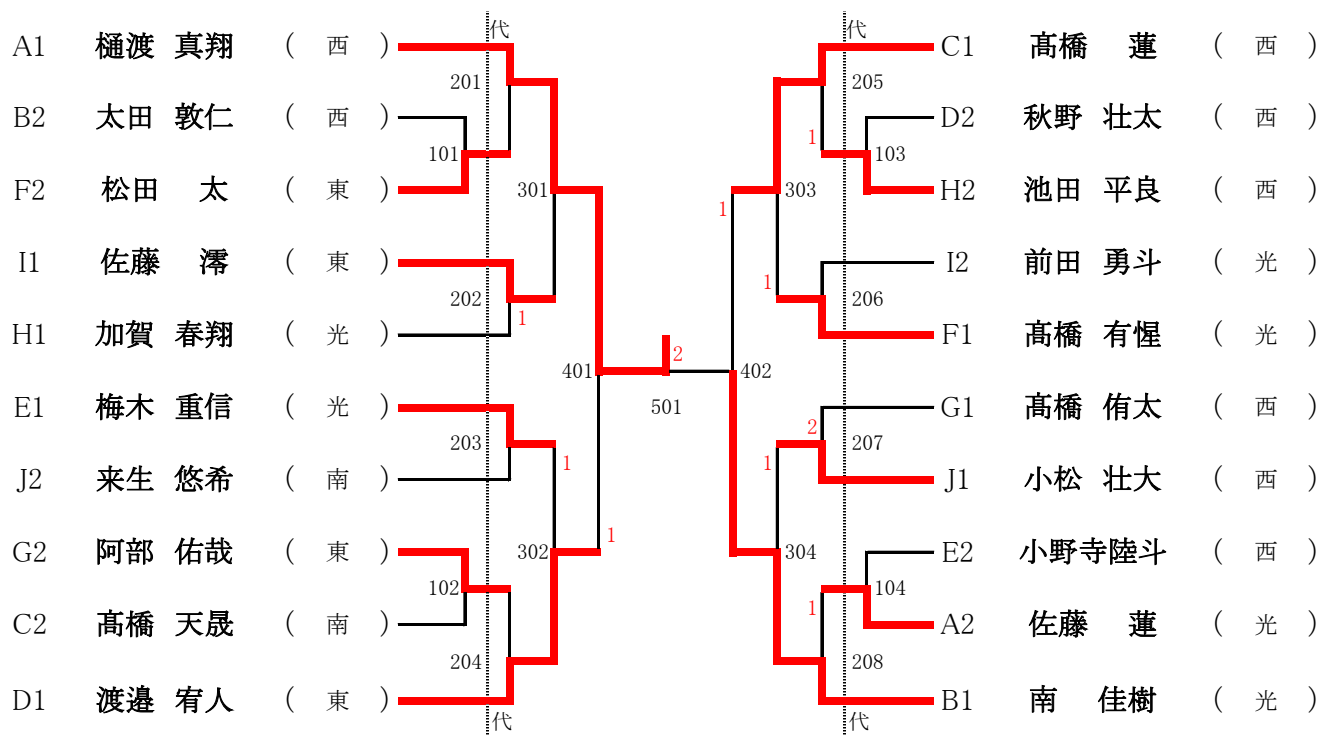 代
A1 樋渡 真翔 ( 西 )
201
B2 太田 敦仁 ( 西 )
101
F2 松田 太 ( 東 )
301
I1 佐藤 澪 ( 東 )
202
1
H1 加賀 春翔 ( 光 )
401
E1 梅木 重信 ( 光 )
203
1
J2 来生 悠希 ( 南 )
G2 阿部 佑哉 ( 東 )
302
1
102
C2 髙橋 天晟 ( 南 )
204
D1 渡邉 宥人 ( 東 )
代
2
501
代
C1 髙橋 蓮 ( 西 )
205
D2 秋野 壮太 ( 西 )
1
103
H2 池田 平良 ( 西 )
303
1
I2 前田 勇斗 ( 光 )
1
206
F1 髙橋 有惺 ( 光 )
402
G1 髙橋 侑太 ( 西 )
2
207
1
J1 小松 壮大 ( 西 )
E2 小野寺陸斗 ( 西 )
304
104
1
A2 佐藤 蓮 ( 光 )
208
B1 南 佳樹 ( 光 )
代